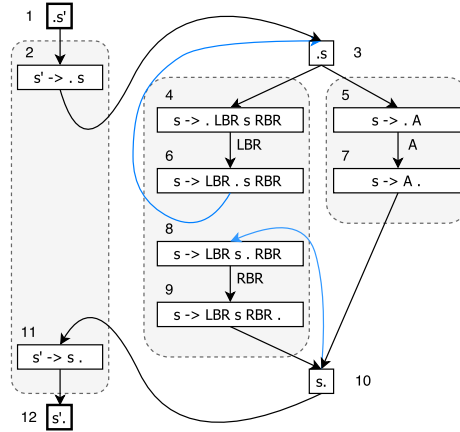 1 .s'
2
s' -> . s
.s 3
4
s -> . LBR s RBR
LBR
6
s -> LBR . s RBR
5
s -> . A
A
7
s -> A .
8
s -> LBR s . RBR
RBR
9
s -> LBR s RBR .
s. 10
11
s' -> s .
12 s'.